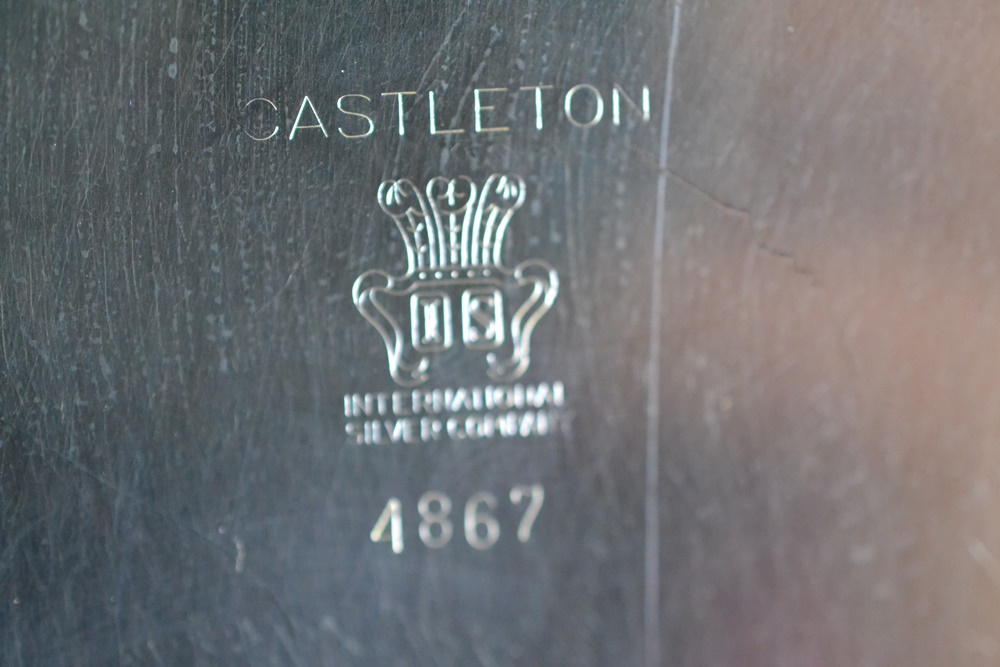 CASTLETON
I S
INTERNATIONAL
SILVER COMPANY
4867